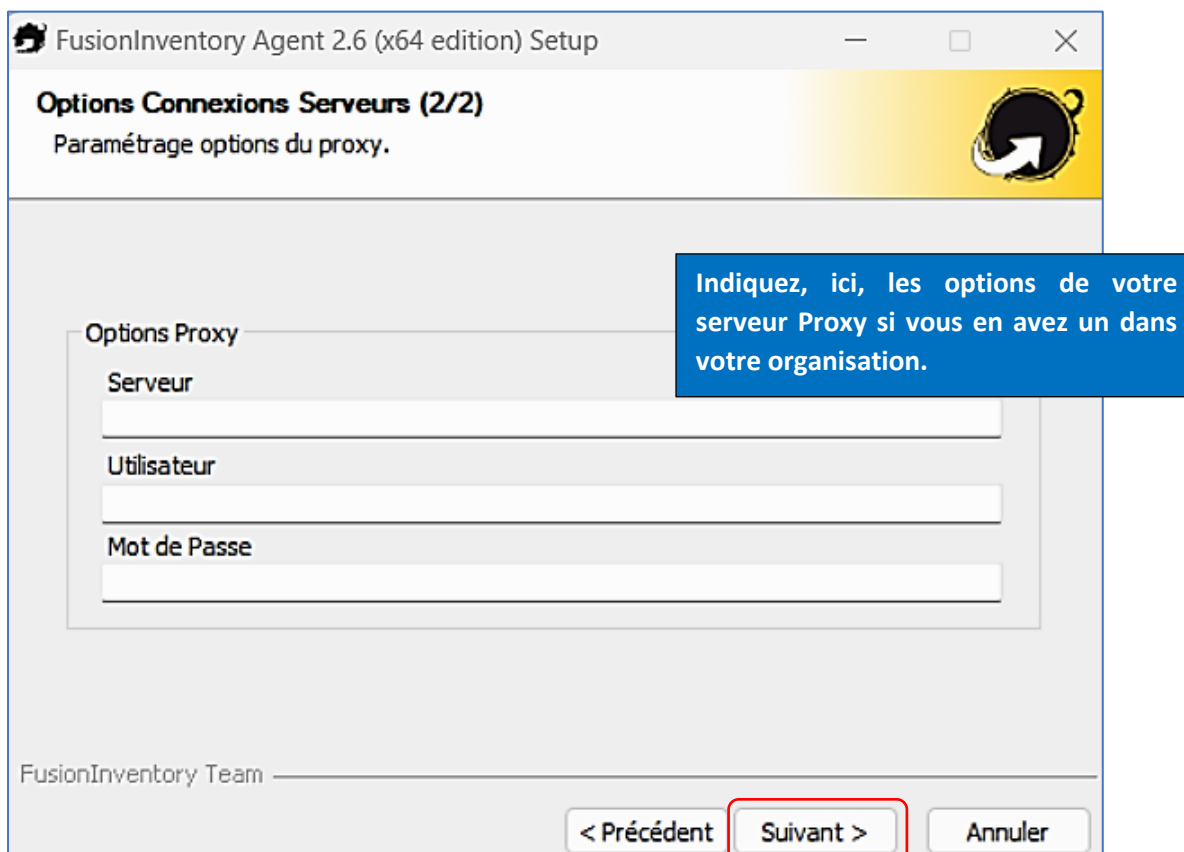 FusionInventory Agent 2.6 (x64 edition) Setup
Options Connexions Serveurs (2/2)
Paramétrage options du proxy.
Indiquez, ici, les options de votre
serveur Proxy si vous en avez un dans
votre organisation.
Options Proxy
Serveur
Utilisateur
Mot de Passe
FusionInventory Team
< Précédent
Suivant >
Annuler